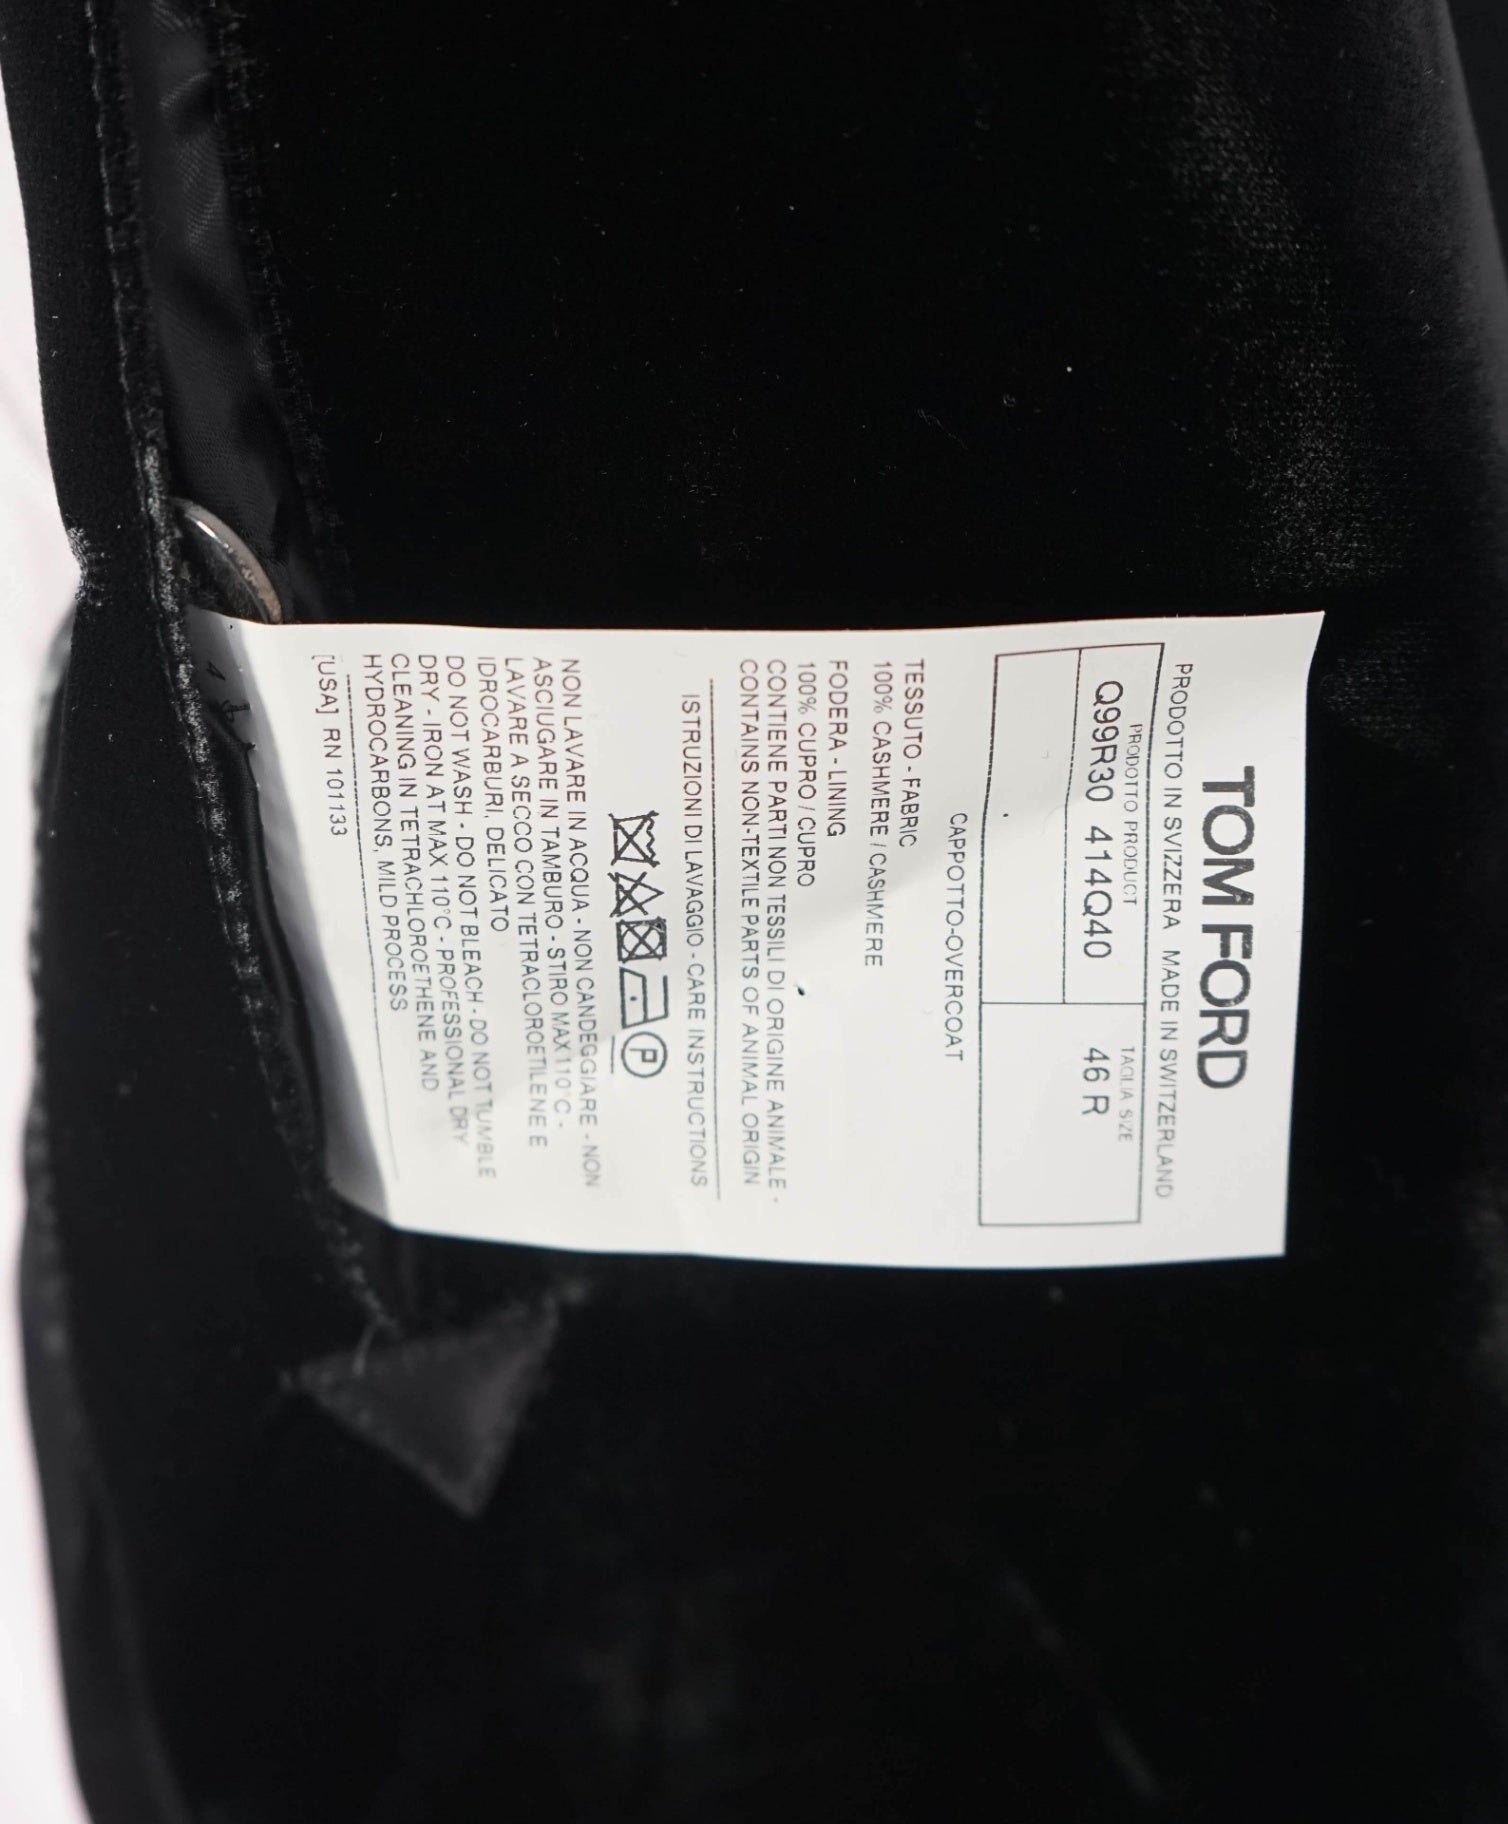 TOM FORD
PRODOTTO IN SVIZZERA MADE IN SWITZERLAND
PRODOTTO PRODUCT
TAGLIA SIZE
Q99R30 414Q40
46 R
CAPPOTTO-OVERCOAT
TESSUTO - FABRIC
100% CASHMERE / CASHMERE
FODERA - LINING
100% CUPRO / CUPRO
CONTIENE PARTI NON TESSILI DI ORIGINE ANIMALE -
CONTAINS NON-TEXTILE PARTS OF ANIMAL ORIGIN
ISTRUZIONI DI LAVAGGIO - CARE INSTRUCTIONS
P
NON LAVARE IN ACQUA - NON CANDEGGIARE - NON
ASCIUGARE IN TAMBURO - STIRO MAX 110°C -
LAVARE A SECCO CON TETRACLOROETILENE E
IDROCARBURI, DELICATO
DO NOT WASH - DO NOT BLEACH - DO NOT TUMBLE
DRY - IRON AT MAX 110°C - PROFESSIONAL DRY
CLEANING IN TETRACHLOROETHENE AND
HYDROCARBONS, MILD PROCESS
[USA] RN 101133